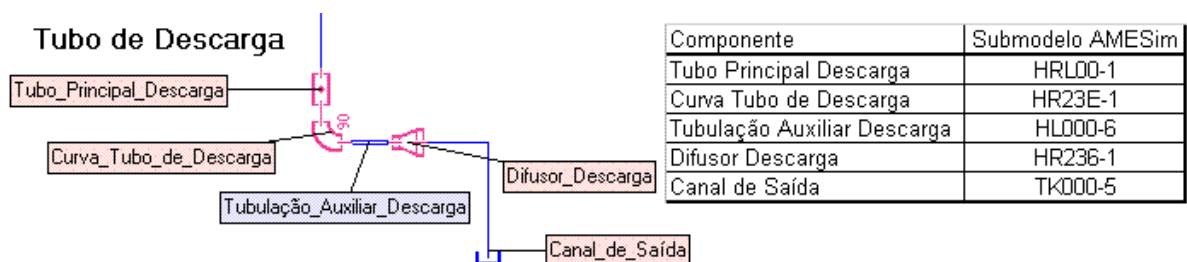 Tubo de Descarga
Tubo_Principal_Descarga
90
Curva_Tubo_de_Descarga
Tubulação_Auxiliar_Descarga
Difusor_Descarga
Canal_de_Saída
Componente Submodelo AMESim
Tubo Principal Descarga HRL00-1
Curva Tubo de Descarga HR23E-1
Tubulação Auxiliar Descarga HL000-6
Difusor Descarga HR236-1
Canal de Saída TK000-5